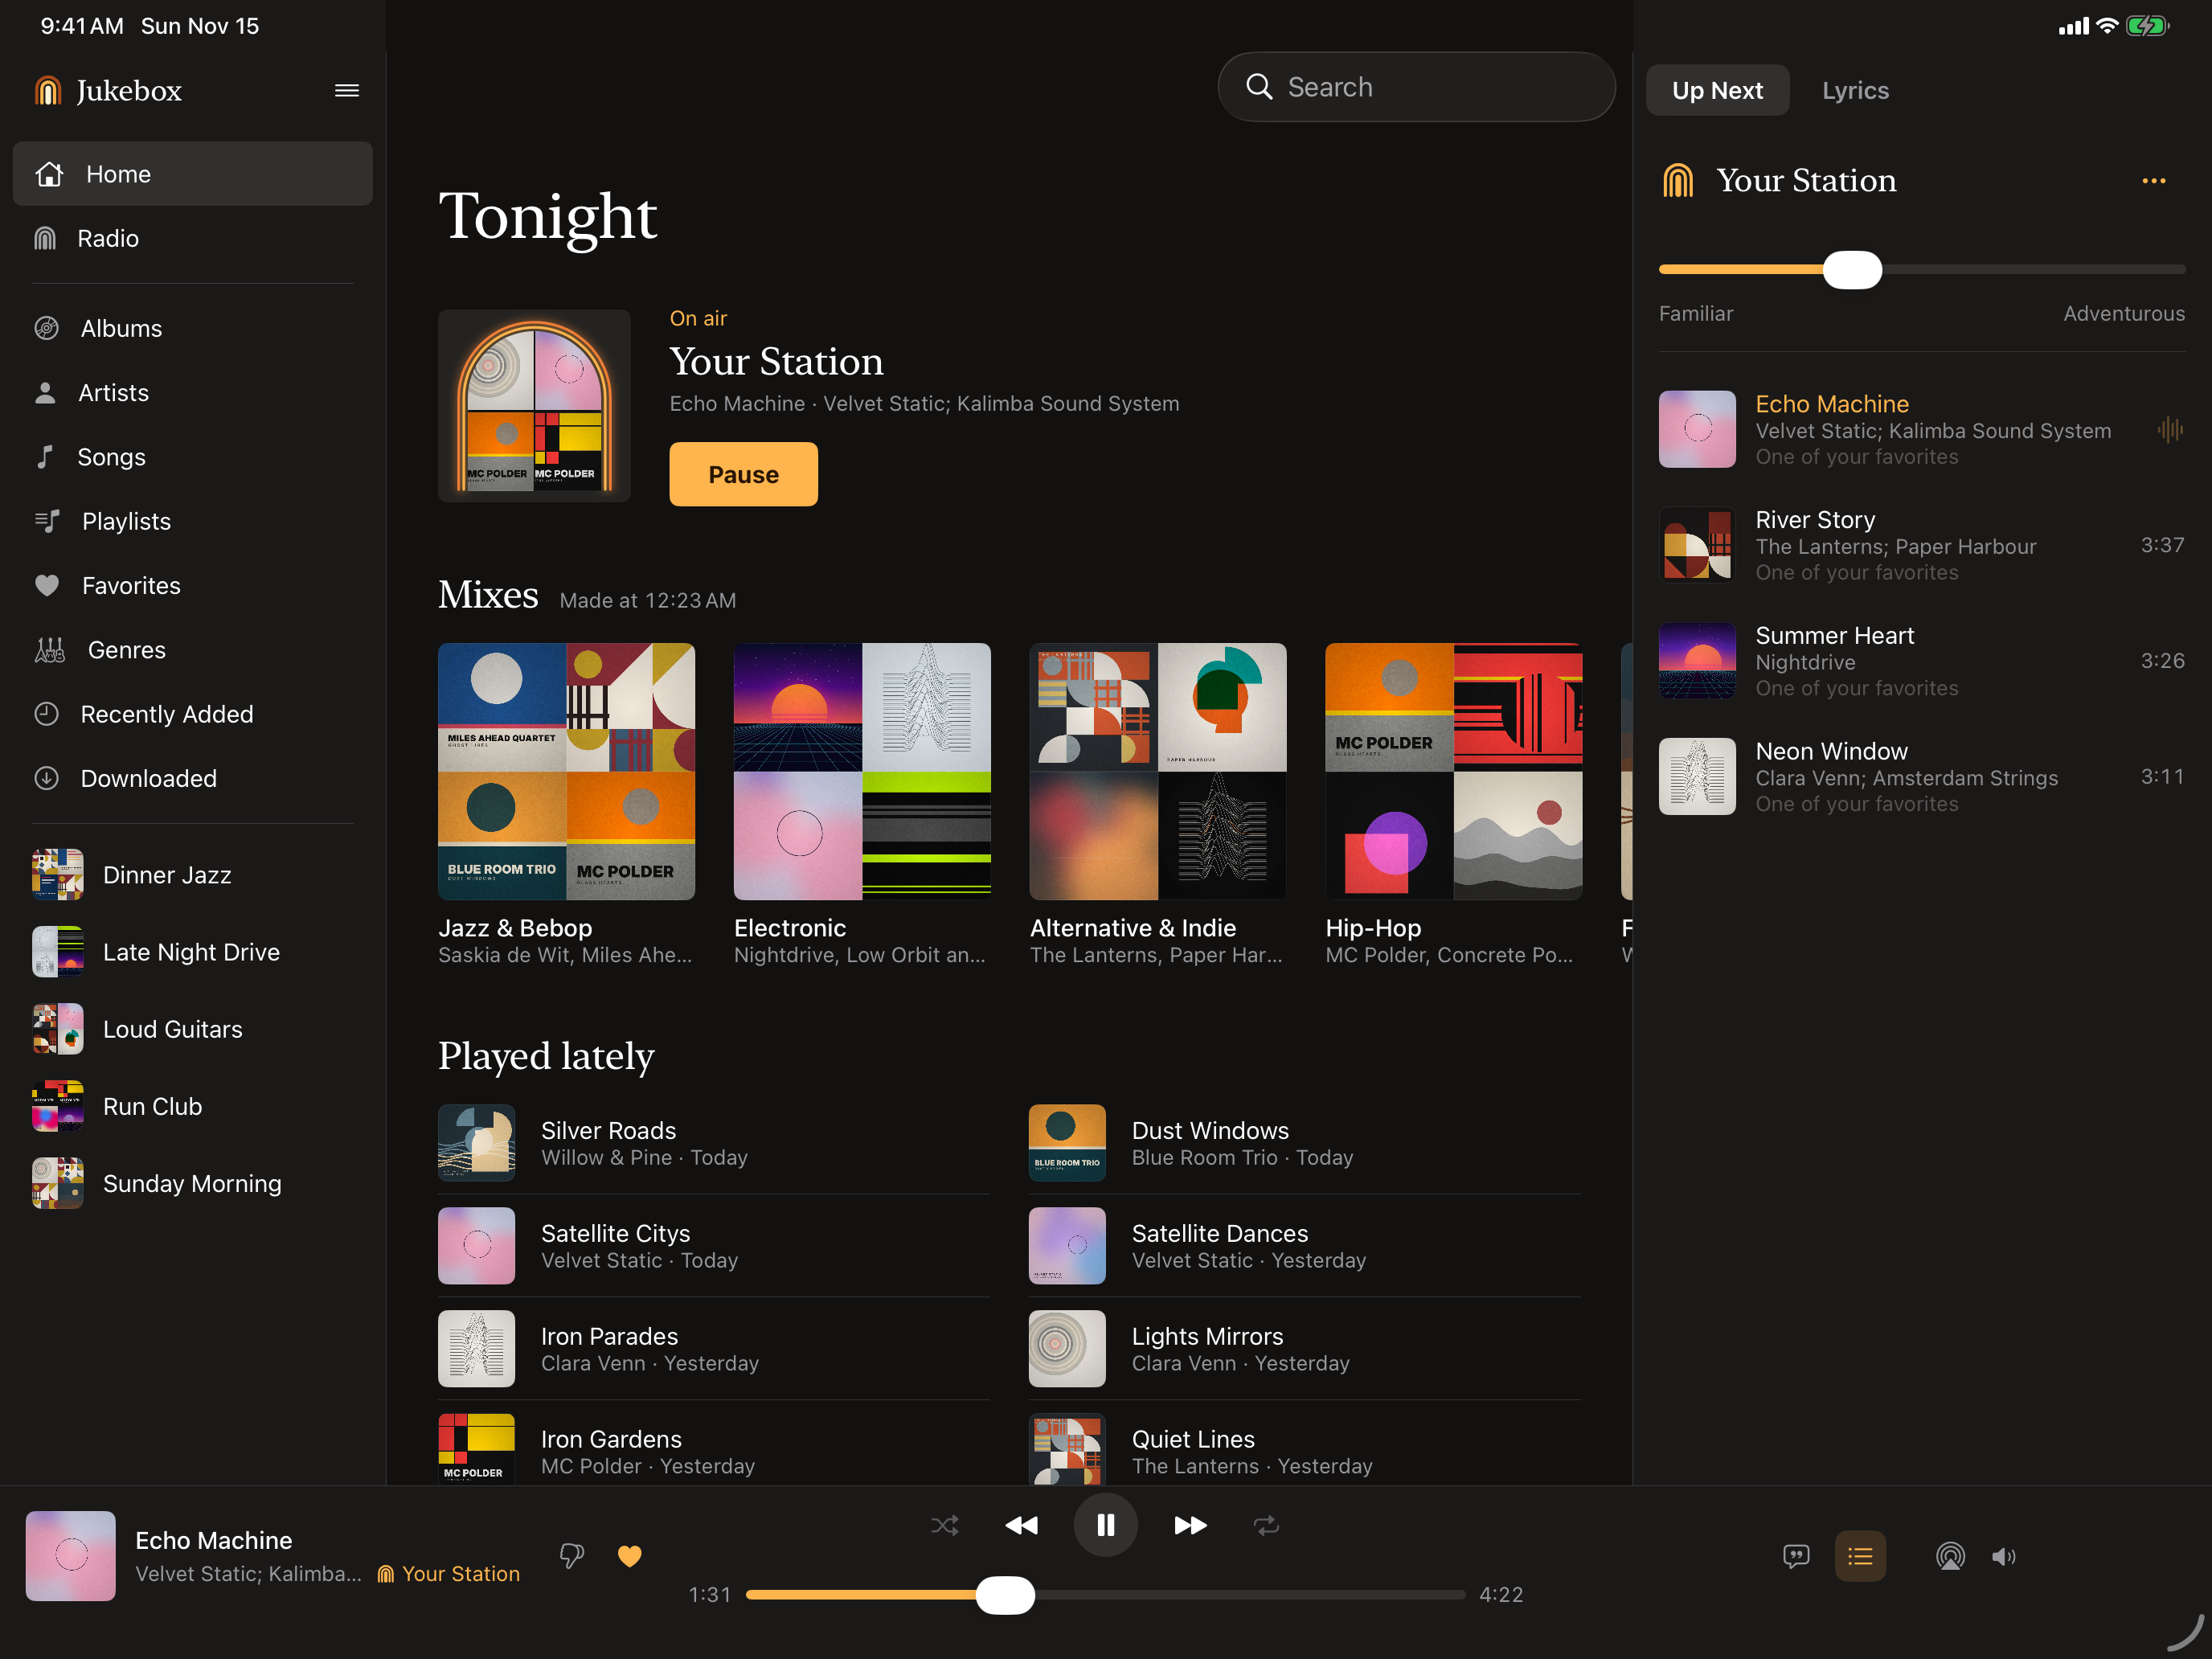 9:41 AM Sun Nov 15
Jukebox
Home
Radio
Albums
Artists
Songs
Playlists
Favorites
Genres
Recently Added
Downloaded
Dinner Jazz
Late Night Drive
Loud Guitars
Run Club
Sunday Morning
Search
Tonight
MC POLDER
MC POLDER
On air
Your Station
Echo Machine · Velvet Static; Kalimba Sound System
Pause
Mixes Made at 12:23 AM
MILES AHEAD QUARTET
GHOST LINES
BLUE ROOM TRIO
DUST WINDOWS
MC POLDER
GLASS HEARTS
Jazz & Bebop
Saskia de Wit, Miles Ahe...
Electronic
Nightdrive, Low Orbit an...
PAPER HARBOUR
Alternative & Indie
The Lanterns, Paper Har...
MC POLDER
GLASS HEARTS
Hip-Hop
MC Polder, Concrete Po...
Played lately
Silver Roads
Willow & Pine · Today
BLUE ROOM TRIO
Dust Windows
Blue Room Trio · Today
Satellite Citys
Velvet Static · Today
Satellite Dances
Velvet Static · Yesterday
Iron Parades
Clara Venn · Yesterday
Lights Mirrors
Clara Venn · Yesterday
MC POLDER
Iron Gardens
MC Polder · Yesterday
Quiet Lines
The Lanterns · Yesterday
Up Next
Lyrics
Your Station
Familiar
Adventurous
Echo Machine
Velvet Static; Kalimba Sound System
One of your favorites
River Story
The Lanterns; Paper Harbour
One of your favorites
3:37
Summer Heart
Nightdrive
One of your favorites
3:26
Neon Window
Clara Venn; Amsterdam Strings
One of your favorites
3:11
Echo Machine
Velvet Static; Kalimba... Your Station
1:31
4:22